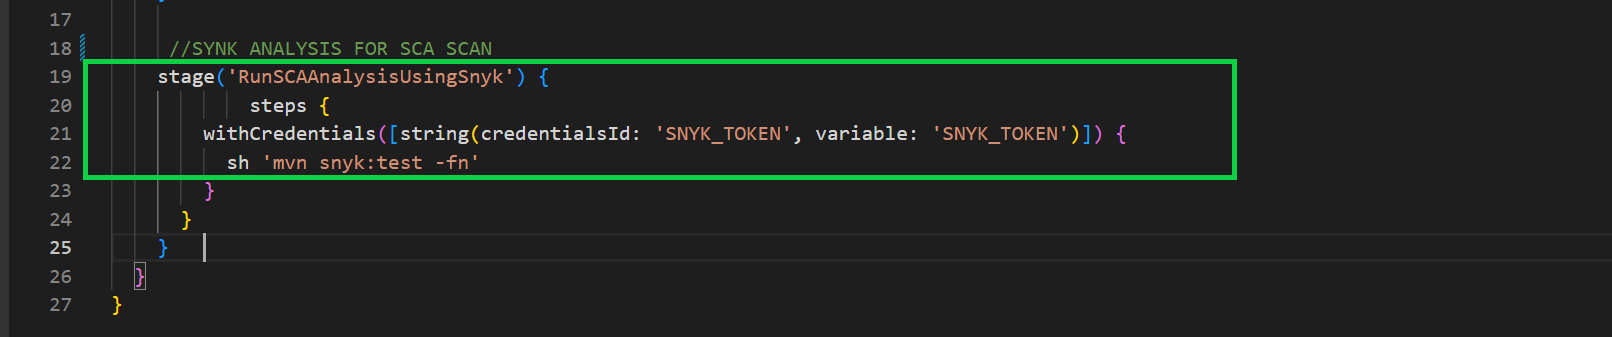 17
18 //SYNK ANALYSIS FOR SCA SCAN
19 stage('RunSCAAnalysisUsingSnyk') {
20 steps {
21 withCredentials([string(credentialsId: 'SNYK_TOKEN', variable: 'SNYK_TOKEN')]) {
22 sh 'mvn snyk:test -fn'
23 }
24 }
25 }
26 }
27 }